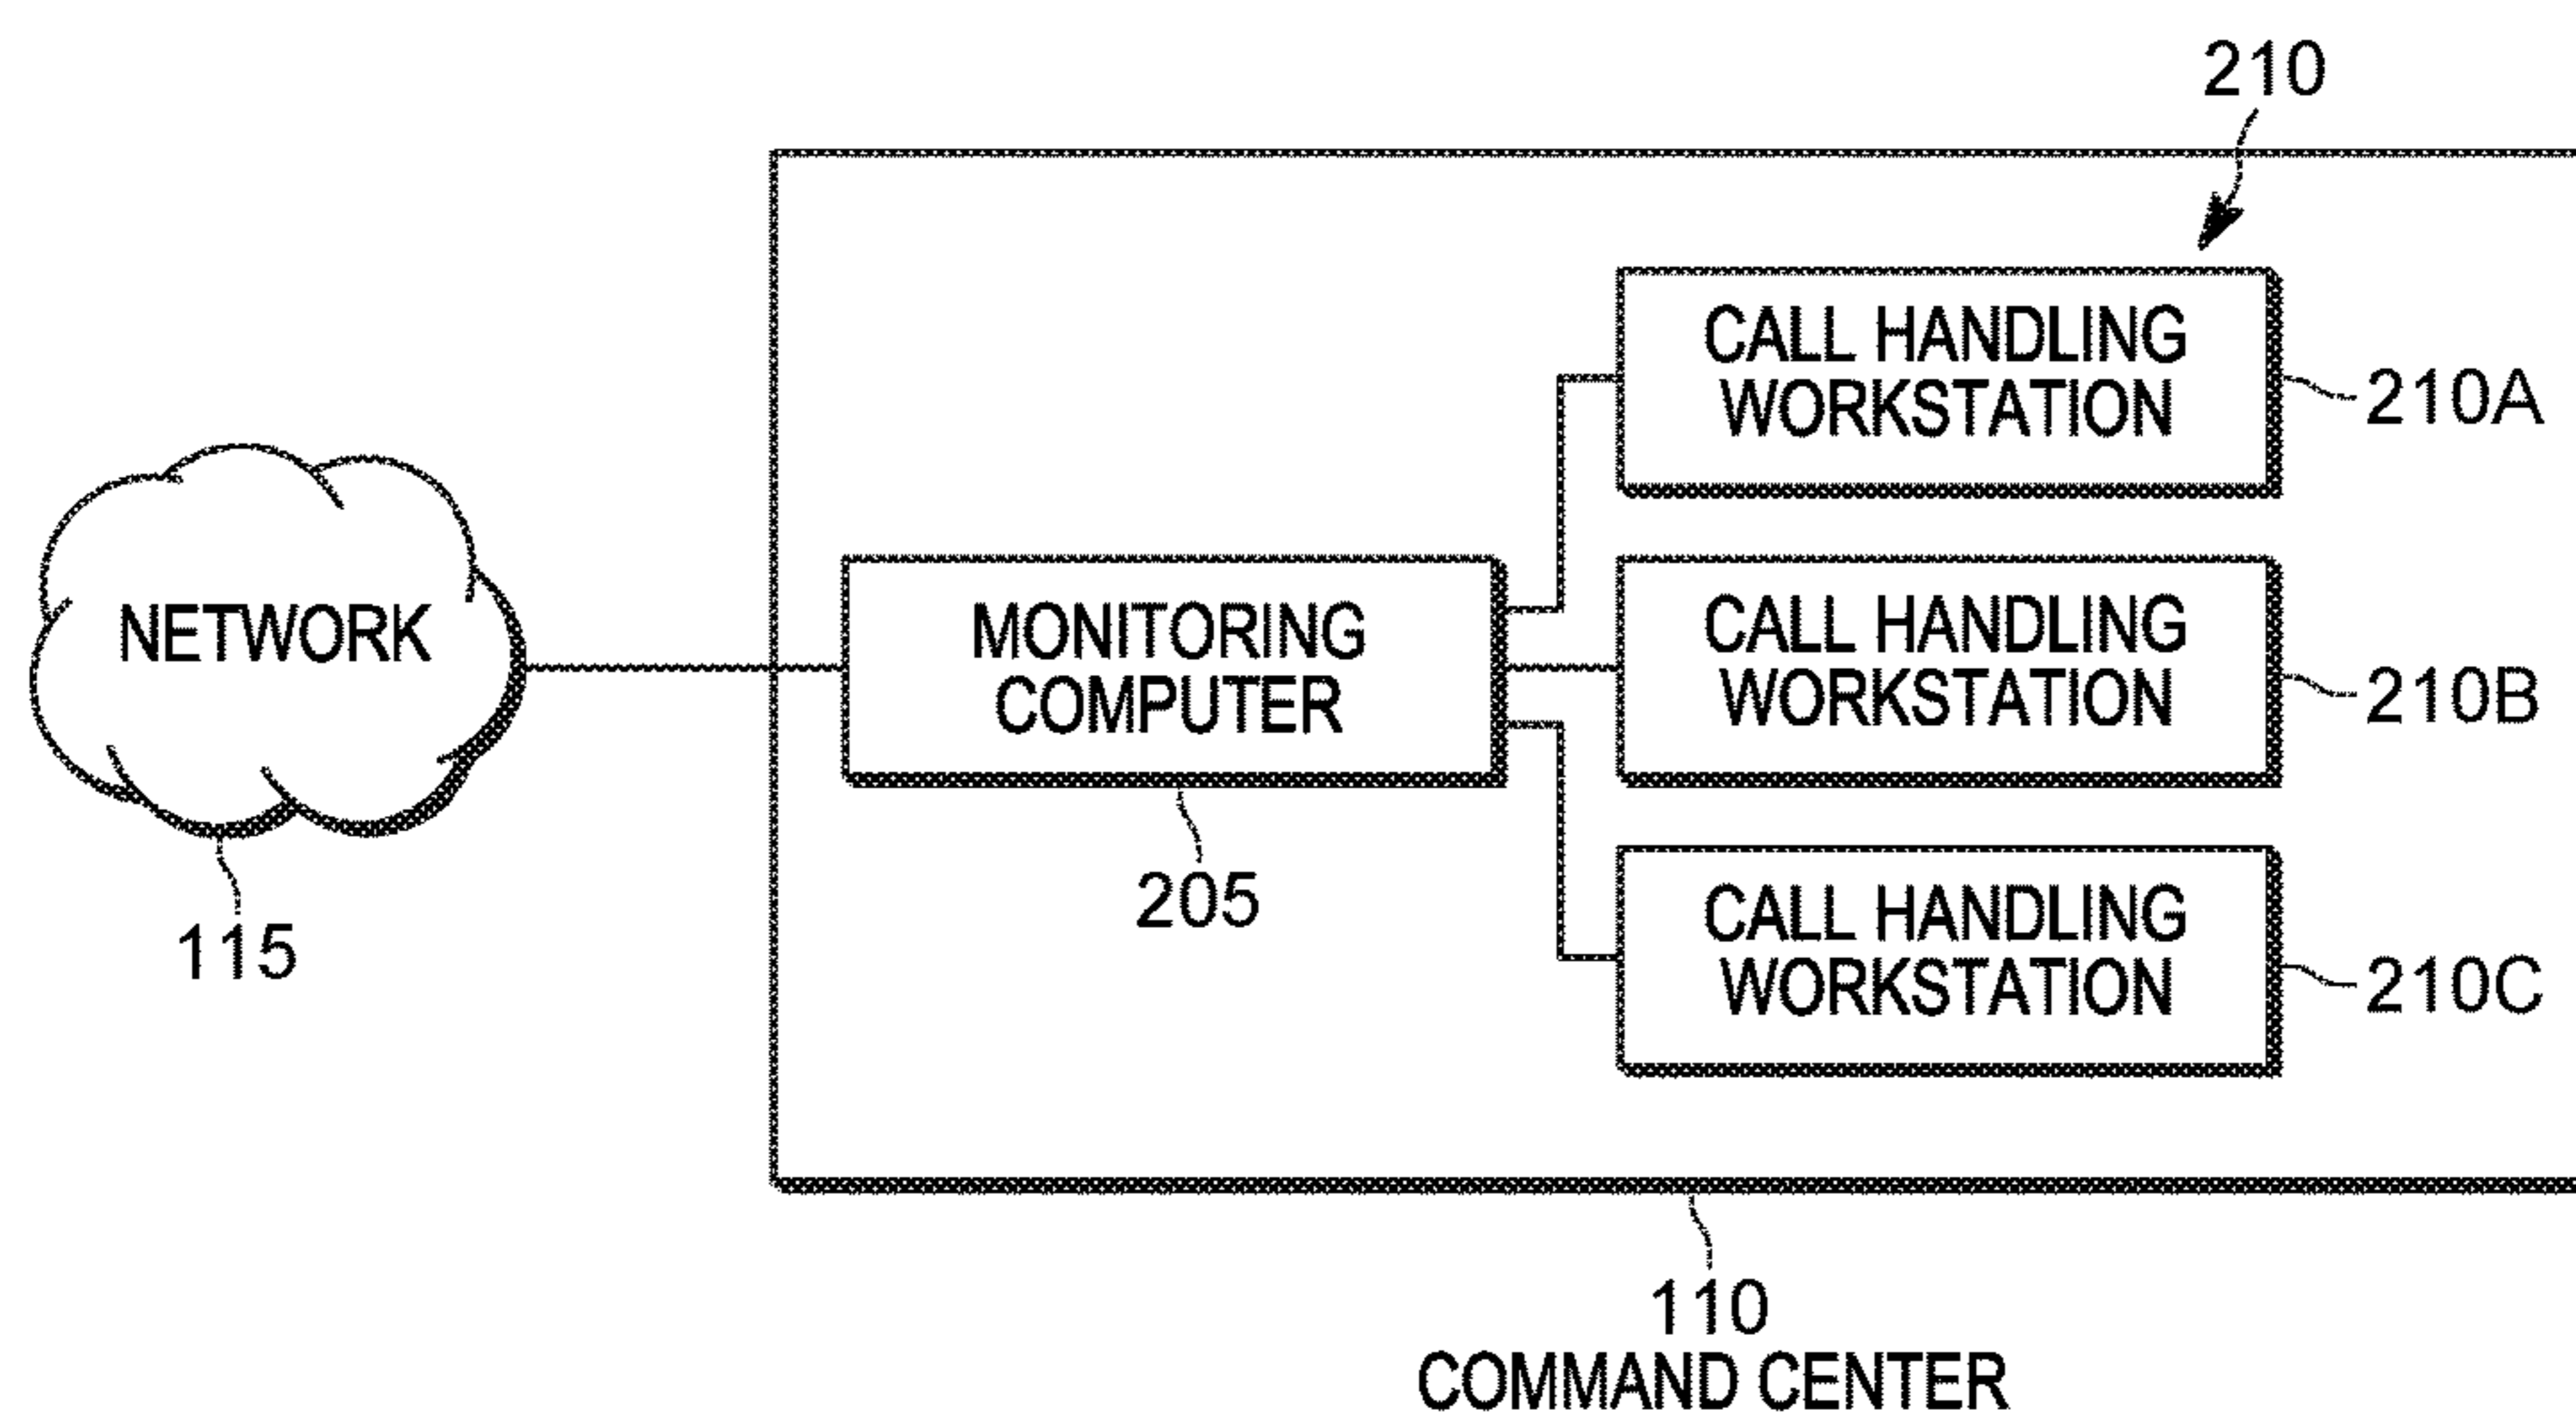 210
CALL HANDLING
WORKSTATION
210A
NETWORK
115
MONITORING
COMPUTER
205
CALL HANDLING
WORKSTATION
210B
CALL HANDLING
WORKSTATION
210C
110
COMMAND CENTER